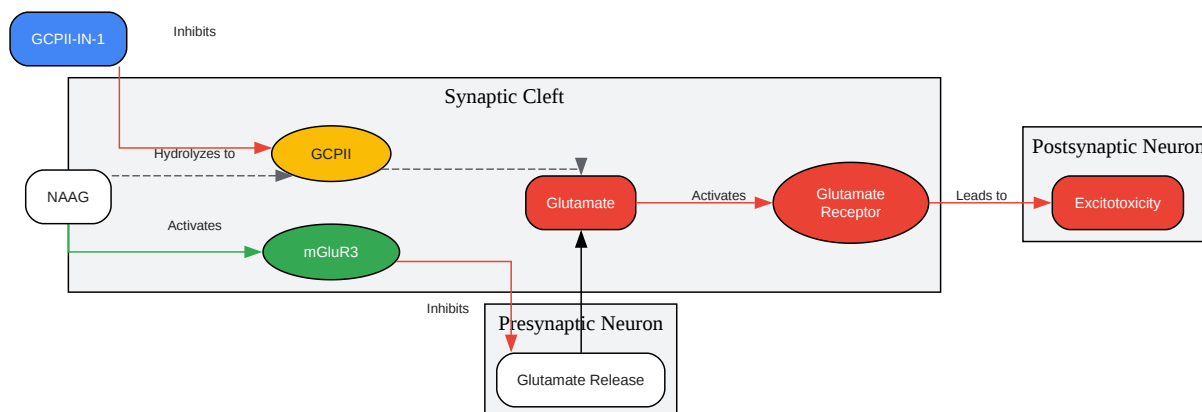 GCPII-IN-1
Inhibits
Synaptic Cleft
Hydrolyzes to
GCPII
NAAG
Activates
mGluR3
Glutamate
Activates
Glutamate
Receptor
Leads to
Postsynaptic Neuron
Excitotoxicity
Inhibits
Presynaptic Neuron
Glutamate Release